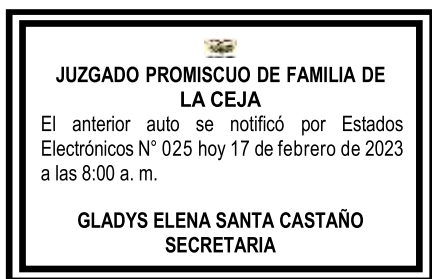 JUZGADO PROMISCUO DE FAMILIA DE
LA CEJA
El anterior auto se notificó por Estados
Electrónicos N° 025 hoy 17 de febrero de 2023
a las 8:00 a. m.
GLADYS ELENA SANTA CASTAÑO
SECRETARIA